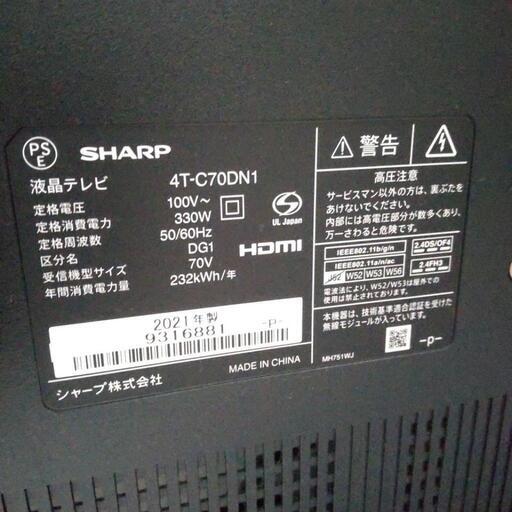 PSE
SHARP
液晶テレビ 4T-C70DN1
定格電圧 100V~
定格消費電力 330W
定格周波数 50/60Hz
区分名 DG1
受信機型サイズ 70V
年間消費電力量 232kWh/年
UL Japan
HDMI
2021年製
9316881 -P-
シャープ株式会社
MADE IN CHINA
警告
高圧注意
サービスマン以外の方は、裏ぶたを
あけないでください。
内部には高電圧部分が数多く、
万一さわると危険です。
IEEE802.11b/g/n
IEEE802.11a/n/ac
W52 W53 W56
2.4DS/OF4
2.4FH3
電波法により、W52/W53は屋外での
使用は禁止されています。
本機器は、技術基準適合認証を受けた
無線モジュールが入っています。
-P-
MH751WJ